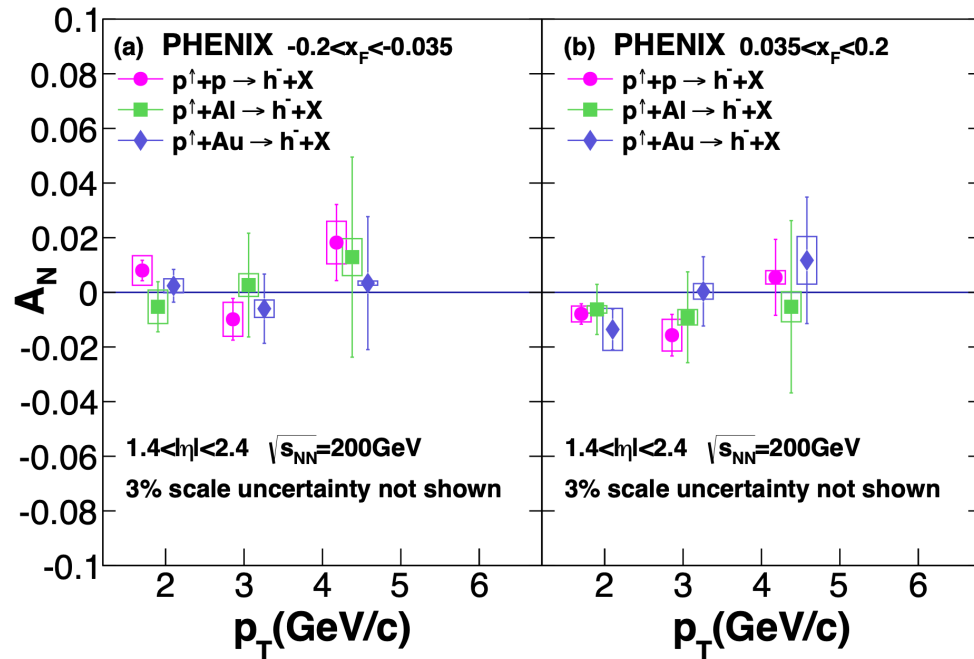 0.1
0.08
0.06
0.04
0.02
0
-0.02
-0.04
-0.06
-0.08
-0.1
A_N
(a) PHENIX -0.2<x_F<-0.035
p↑+p → h⁻+X
p↑+Al → h⁻+X
p↑+Au → h⁻+X
1.4<|η|<2.4 √s_NN=200GeV
3% scale uncertainty not shown
2 3 4 5 6
p_T(GeV/c)
(b) PHENIX 0.035<x_F<0.2
p↑+p → h⁻+X
p↑+Al → h⁻+X
p↑+Au → h⁻+X
1.4<|η|<2.4 √s_NN=200GeV
3% scale uncertainty not shown
2 3 4 5 6
p_T(GeV/c)